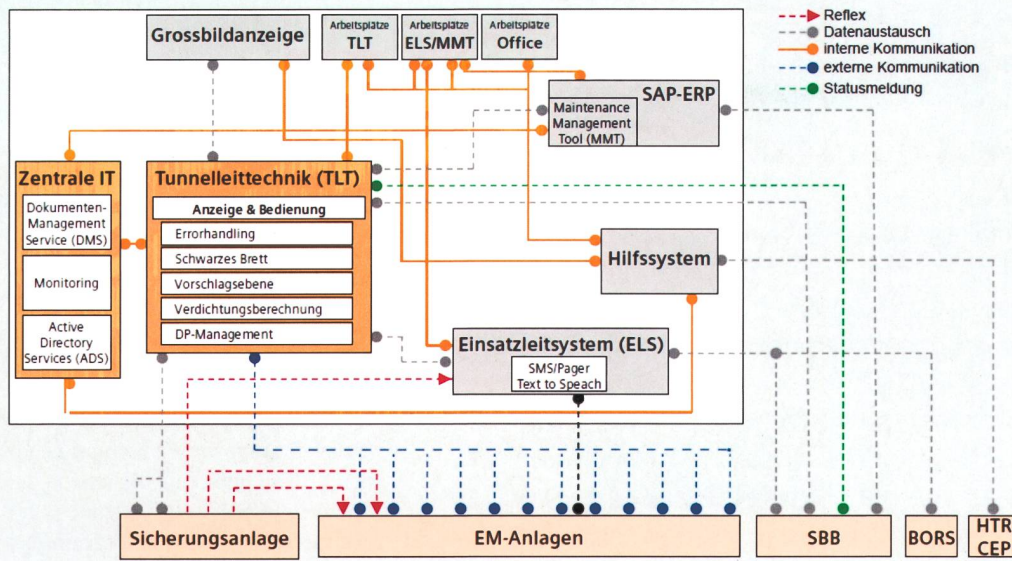 Grossbildanzeige
Arbeitsplätze
TLT
Arbeitsplätze
ELS/MMT
Arbeitsplätze
Office
Reflex
Datenaustausch
interne Kommunikation
externe Kommunikation
Statusmeldung
SAP-ERP
Maintenance
Management
Tool (MMT)
Zentrale IT
Dokumenten-
Management
Service (DMS)
Monitoring
Active
Directory
Services (ADS)
Tunnelleittechnik (TLT)
Anzeige & Bedienung
Errorhandling
Schwarzes Brett
Vorschlagsebene
Verdichtungsberechnung
DP-Management
Hilfssystem
Einsatzleitsystem (ELS)
SMS/Pager
Text to Speach
Sicherungsanlage
EM-Anlagen
SBB
BORS
HTR
CEP